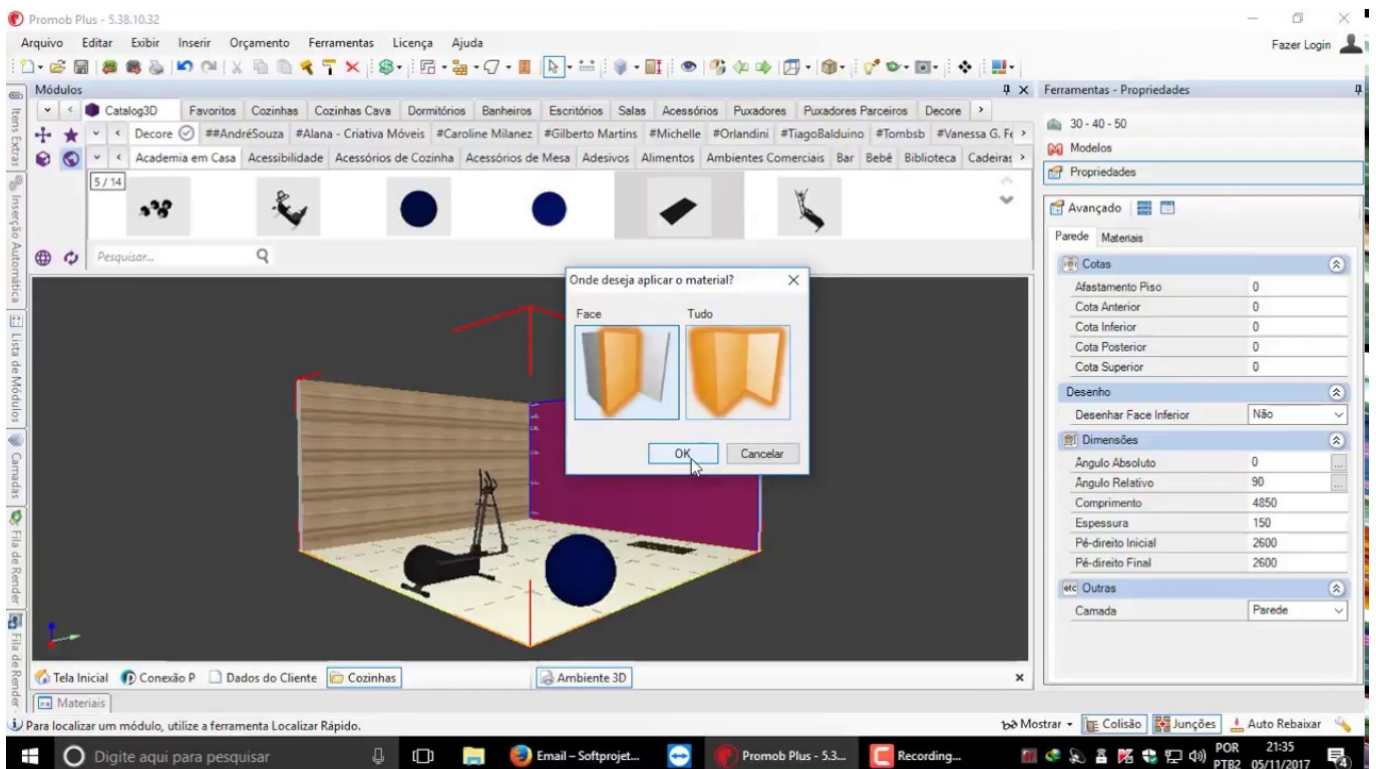 Promob Plus - 5.38.10.32
Arquivo Editar Exibir Inserir Orçamento Ferramentas Licença Ajuda
Fazer Login
Módulos
Catalog3D Favoritos Cozinhas Cozinhas Cava Dormitórios Banheiros Escritórios Salas Acessórios Puxadores Puxadores Parceiros Decore
Decore ##AndréSouza #Alana - Criativa Móveis #Caroline Milanez #Gilberto Martins #Michelle #Orlandini #TiagoBalduino #Tombsb #Vanessa G. Fe
Academia em Casa Acessibilidade Acessórios de Cozinha Acessórios de Mesa Adesivos Alimentos Ambientes Comerciais Bar Bebê Biblioteca Cadeiras
5 / 14
Pesquisar...
Itens Extras
Inserção Automática
Lista de Módulos
Camadas
Fila de Render
Fila de Render
Onde deseja aplicar o material?
Face Tudo
OK Cancelar
Ferramentas - Propriedades
30 - 40 - 50
Modelos
Propriedades
Avançado
Parede Materiais
Cotas
Afastamento Piso 0
Cota Anterior 0
Cota Inferior 0
Cota Posterior 0
Cota Superior 0
Desenho
Desenhar Face Inferior Não
Dimensões
Ângulo Absoluto 0 ...
Ângulo Relativo 90 ...
Comprimento 4850
Espessura 150
Pé-direito Inicial 2600
Pé-direito Final 2600
etc Outras
Camada Parede
Tela Inicial Conexão P Dados do Cliente Cozinhas Ambiente 3D
Materiais
Para localizar um módulo, utilize a ferramenta Localizar Rápido.
Mostrar Colisão Junções Auto Rebaixar
Digite aqui para pesquisar
Email – Softprojet...
Promob Plus - 5.3...
Recording...
POR 21:35
PTB2 05/11/2017